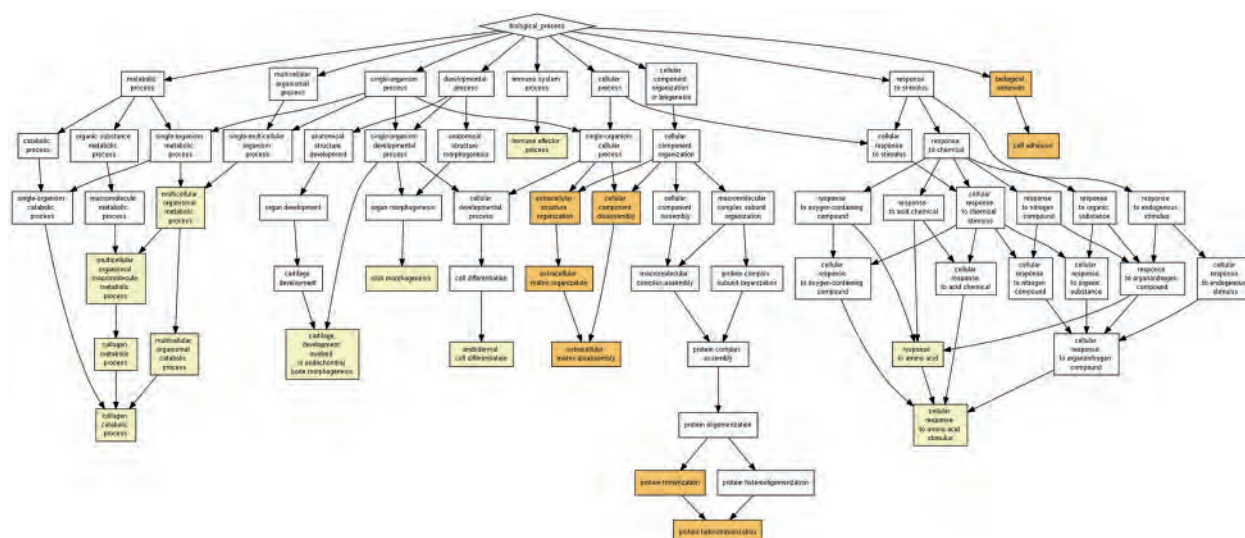 biological_process
metabolic
process
multicellular
organismal
process
single-organism
process
developmental
process
immune system
process
cellular
process
cellular
component
organization
or biogenesis
response
to stimulus
biological
adhesion
catabolic
process
organic substance
metabolic
process
single-organism
metabolic
process
single-multicellular
organism
process
anatomical
structure
development
single-organism
developmental
process
anatomical
structure
morphogenesis
immune effector
process
single-organism
cellular
process
cellular
component
organization
cellular
response
to stimulus
response
to chemical
cell adhesion
single-organism
catabolic
process
macromolecule
metabolic
process
multicellular
organismal
metabolic
process
organ development
organ morphogenesis
cellular
developmental
process
extracellular
structure
organization
cellular
component
disassembly
cellular
component
assembly
macromolecular
complex subunit
organization
response
to oxygen-containing
compound
response
to acid chemical
cellular
response
to chemical
stimulus
response
to nitrogen
compound
response
to organic
substance
response
to endogenous
stimulus
multicellular
organismal
macromolecule
metabolic
process
cartilage
development
morphogenesis
cell differentiation
extracellular
matrix organization
macromolecular
complex assembly
protein complex
subunit organization
cellular
response
to oxygen-containing
compound
cellular
response
to acid chemical
cellular
response
to nitrogen
compound
cellular
response
to organic
substance
response
to organonitrogen
compound
cellular
response
to endogenous
stimulus
collagen
metabolic
process
multicellular
organismal
catabolic
process
cartilage
development
involved
in endochondral
bone morphogenesis
endodermal
cell differentiation
extracellular
matrix disassembly
protein complex
assembly
response
to amino acid
cellular
response
to organonitrogen
compound
collagen
catabolic
process
protein oligomerization
cellular
response
to amino acid
stimulus
protein trimerization
protein heterooligomerization
protein heterotrimerization